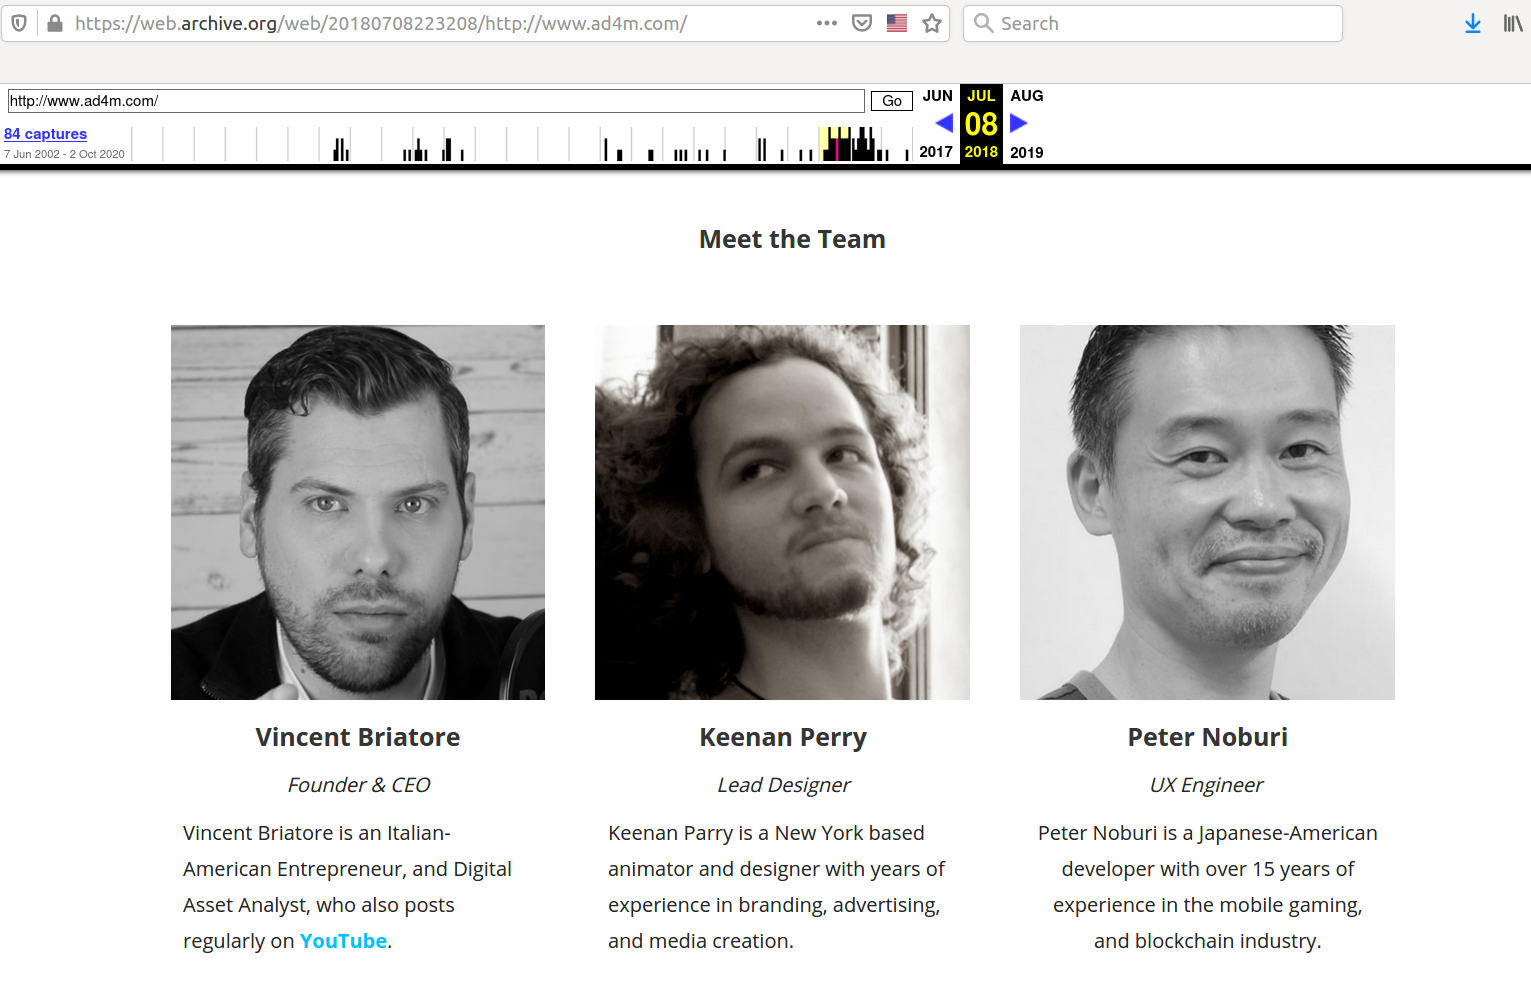 https://web.archive.org/web/20180708223208/http://www.ad4m.com/
Search
http://www.ad4m.com/
Go
JUN JUL AUG
84 captures
08
7 Jun 2002 - 2 Oct 2020
2017 2018 2019
Meet the Team
Vincent Briatore
Founder & CEO
Vincent Briatore is an Italian-
American Entrepreneur, and Digital
Asset Analyst, who also posts
regularly on YouTube.
Keenan Perry
Lead Designer
Keenan Parry is a New York based
animator and designer with years of
experience in branding, advertising,
and media creation.
Peter Noburi
UX Engineer
Peter Noburi is a Japanese-American
developer with over 15 years of
experience in the mobile gaming,
and blockchain industry.